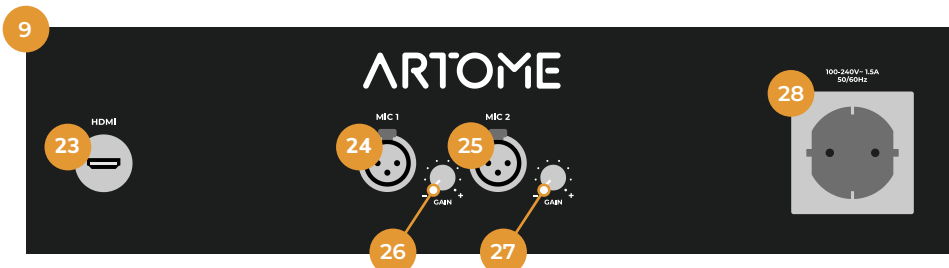 9
ARTOME
100-240V~ 1.5A
50/60Hz
28
HDMI
23
MIC 1
24
MIC 2
25
- +
GAIN
- +
GAIN
26
27